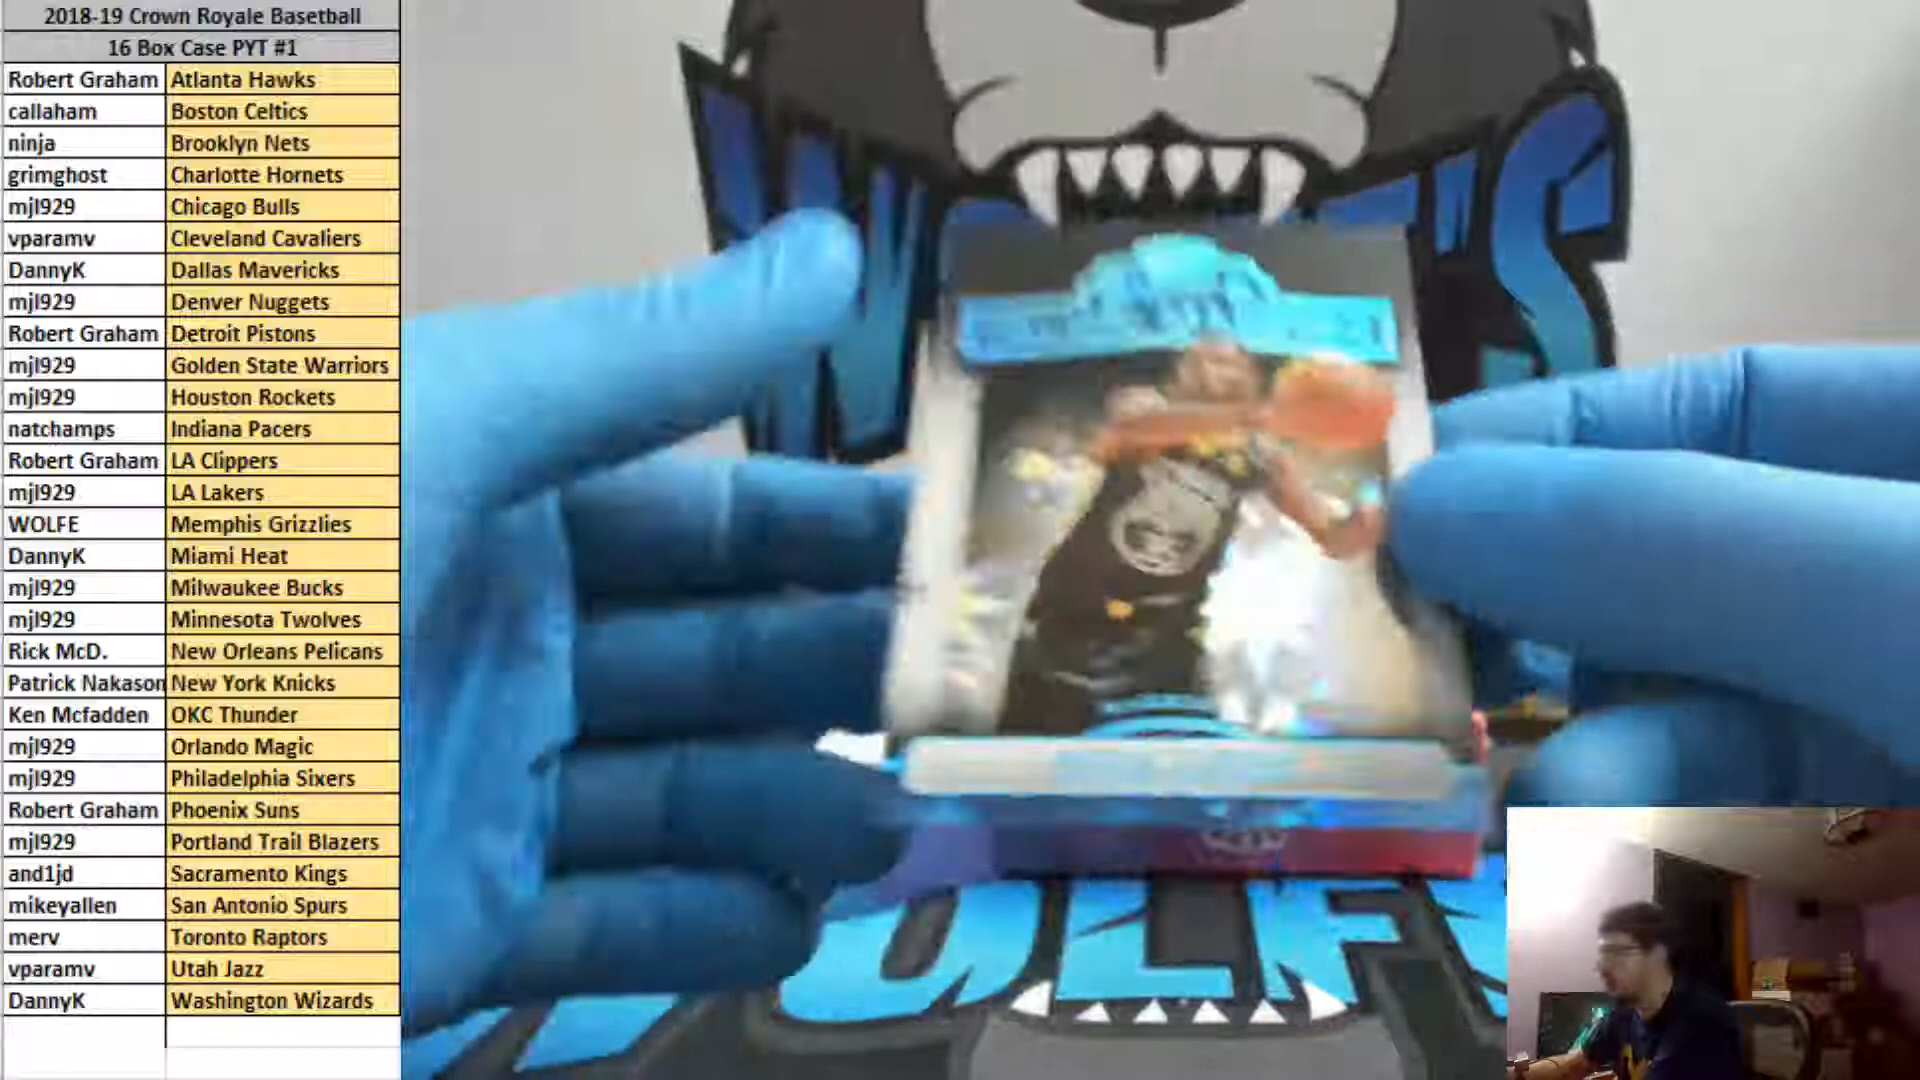 2018-19 Crown Royale Basetball
16 Box Case PYT #1
Robert Graham Atlanta Hawks
callaham Boston Celtics
ninja Brooklyn Nets
grimghost Charlotte Hornets
mjl929 Chicago Bulls
vparamv Cleveland Cavaliers
DannyK Dallas Mavericks
mjl929 Denver Nuggets
Robert Graham Detroit Pistons
mjl929 Golden State Warriors
mjl929 Houston Rockets
natchamps Indiana Pacers
Robert Graham LA Clippers
mjl929 LA Lakers
WOLFE Memphis Grizzlies
DannyK Miami Heat
mjl929 Milwaukee Bucks
mjl929 Minnesota Twolves
Rick McD. New Orleans Pelicans
Patrick Nakason New York Knicks
Ken Mcfadden OKC Thunder
mjl929 Orlando Magic
mjl929 Philadelphia Sixers
Robert Graham Phoenix Suns
mjl929 Portland Trail Blazers
and1jd Sacramento Kings
mikeyallen San Antonio Spurs
merv Toronto Raptors
vparamv Utah Jazz
DannyK Washington Wizards